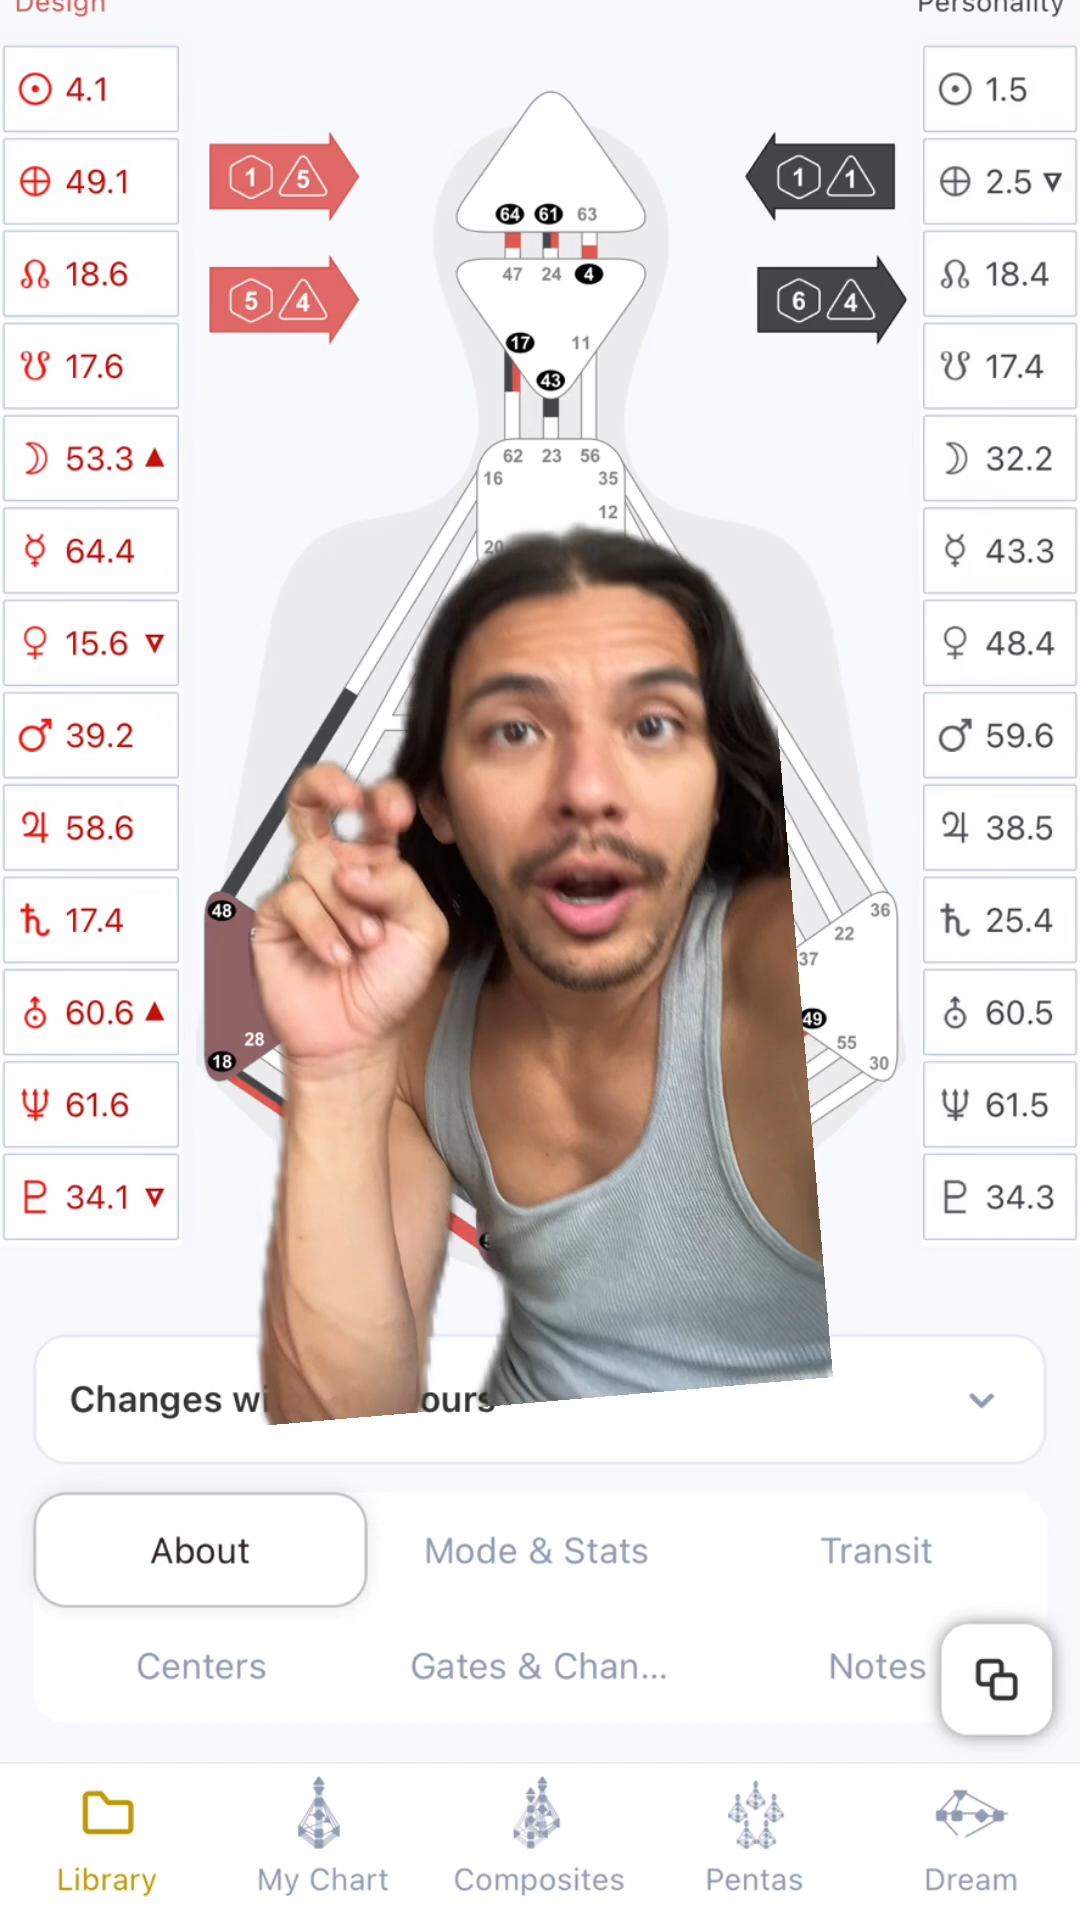 Design
Personality
☉ 4.1
⊕ 49.1
☊ 18.6
☋ 17.6
☽ 53.3 ▲
☿ 64.4
♀ 15.6 ▽
♂ 39.2
♃ 58.6
♄ 17.4
⛢ 60.6 ▲
♆ 61.6
♇ 34.1 ▽
1 5
5 4
1 1
6 4
64 61 63
47 24 4
17 11
43
62 23 56
16 35
12
20
48
28
18
36
22
37
49
55
30
☉ 1.5
⊕ 2.5 ▽
☊ 18.4
☋ 17.4
☽ 32.2
☿ 43.3
♀ 48.4
♂ 59.6
♃ 38.5
♄ 25.4
⛢ 60.5
♆ 61.5
♇ 34.3
Changes
About
Mode & Stats
Transit
Centers
Gates & Chan...
Notes
Library
My Chart
Composites
Pentas
Dream